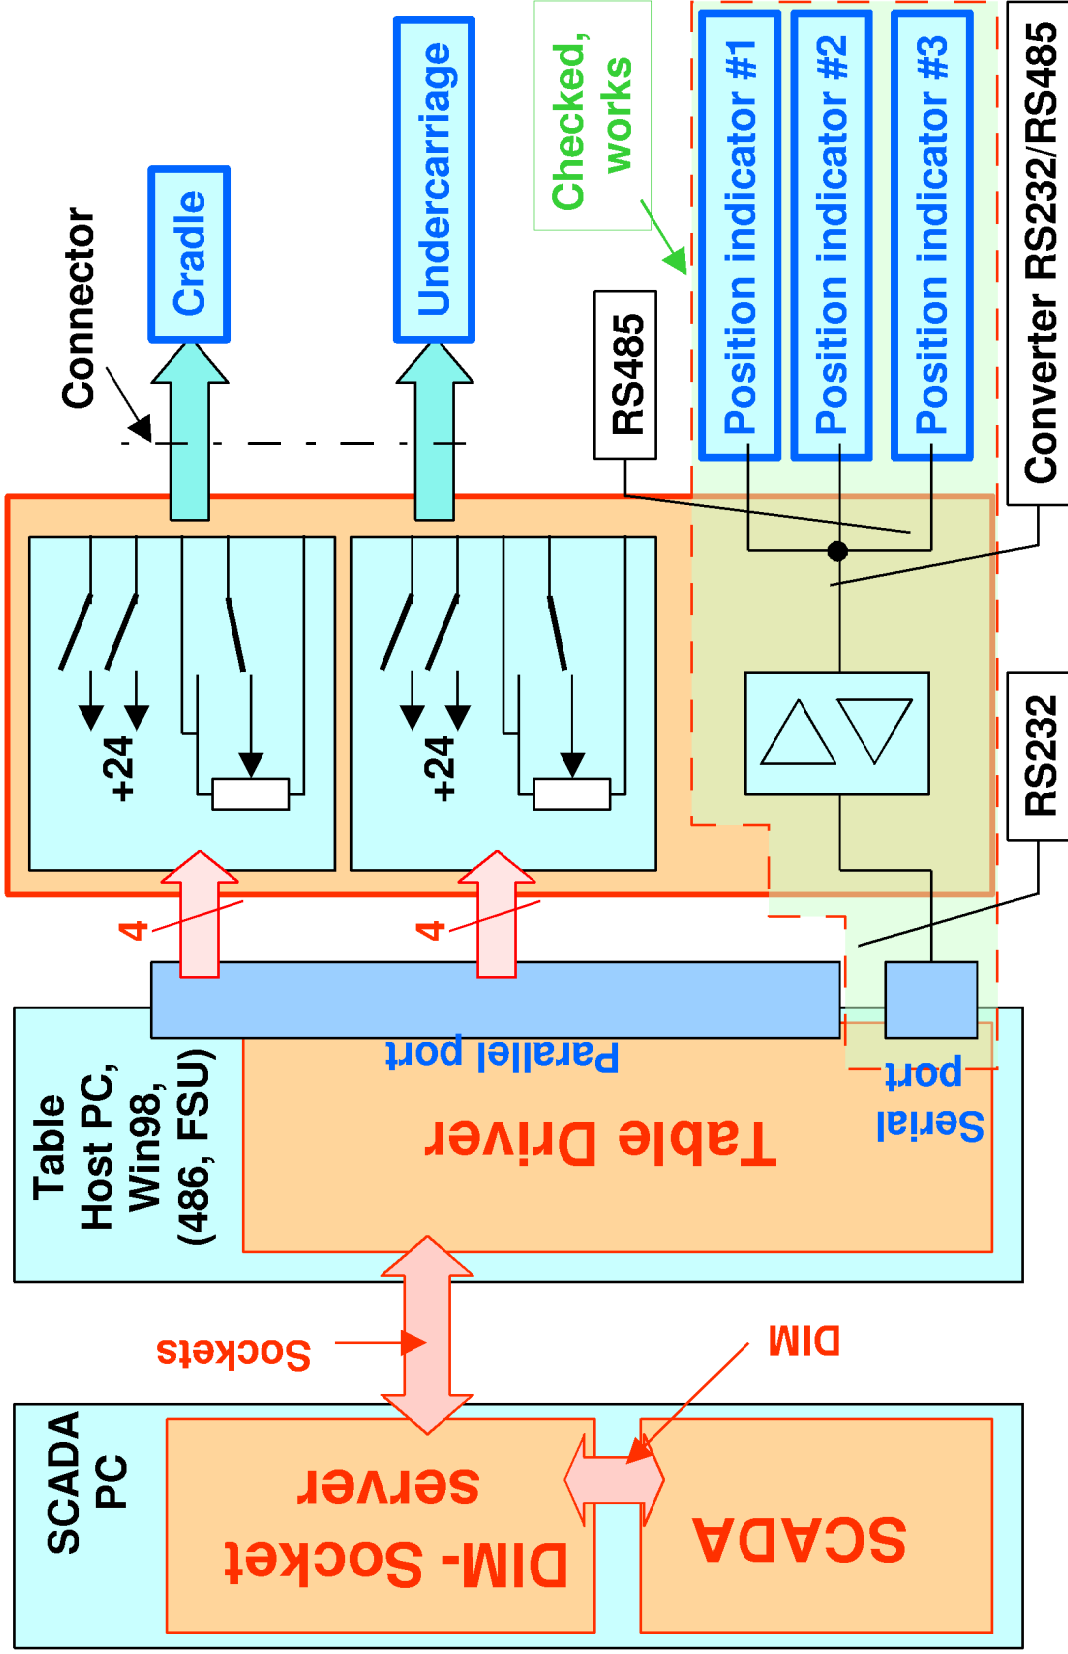 SCADA
PC
DIM-Socket
server
SCADA
DIM
Sockets
Table
Host PC,
Win98,
(486, FSU)
Table Driver
Parallel port
Serial
port
4
4
+24
+24
Connector
Cradle
Undercarriage
Checked,
works
RS485
Position indicator #1
Position indicator #2
Position indicator #3
RS232
Converter RS232/RS485